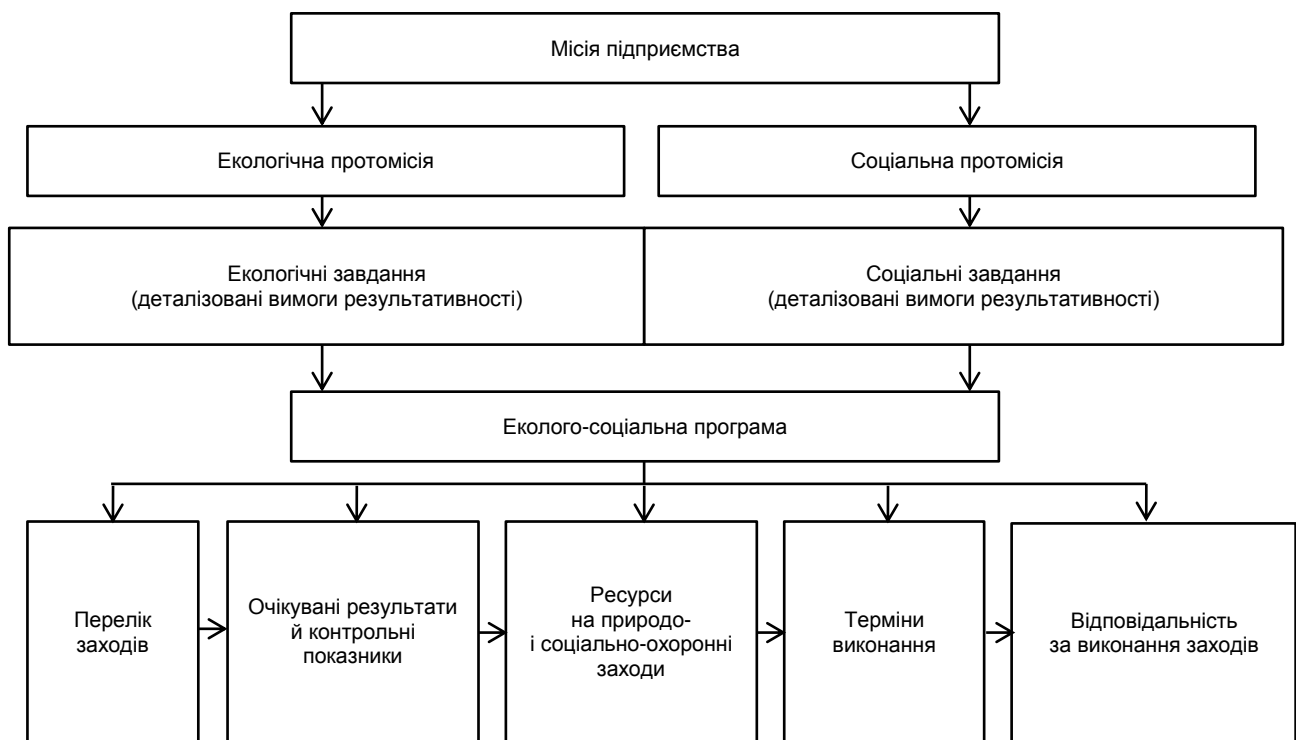 Місія підприємства
Екологічна протомісія
Соціальна протомісія
Екологічні завдання
(деталізовані вимоги результативності)
Соціальні завдання
(деталізовані вимоги результативності)
Еколого-соціальна програма
Перелік
заходів
Очікувані результати
й контрольні
показники
Ресурси
на природо-
і соціально-охоронні
заходи
Терміни
виконання
Відповідальність
за виконання заходів